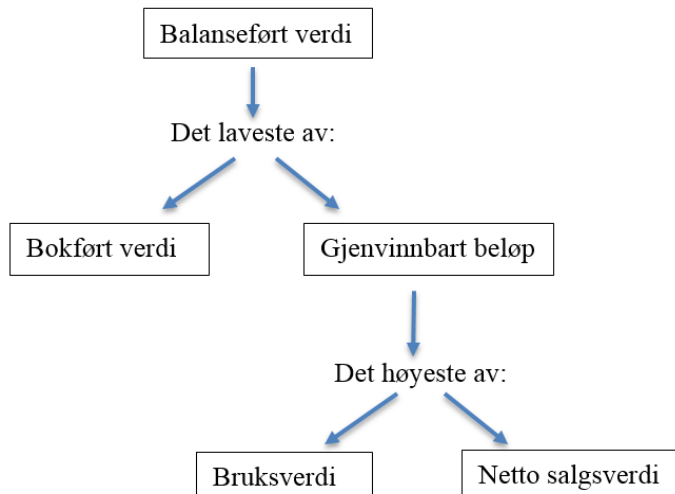 Balanseført verdi
Det laveste av:
Bokført verdi
Gjenvinnbart beløp
Det høyeste av:
Bruksverdi
Netto salgsverdi